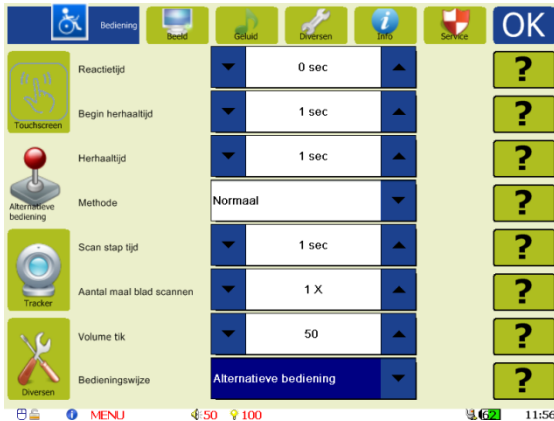 Bediening Beeld Geluid Diversen Info Service OK
Touchscreen
Reactietijd 0 sec ?
Begin herhaaltijd 1 sec ?
Alternatieve
bediening
Herhaaltijd 1 sec ?
Methode Normaal ?
Tracker
Scan stap tijd 1 sec ?
Aantal maal blad scannen 1 X ?
Diversen
Volume tik 50 ?
Bedieningswijze Alternatieve bediening ?
MENU 50 100 62 11:56